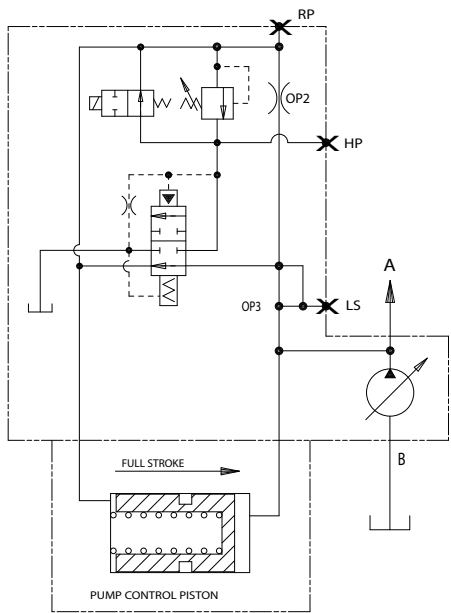 RP
OP2
HP
A
OP3
LS
B
FULL STROKE
PUMP CONTROL PISTON